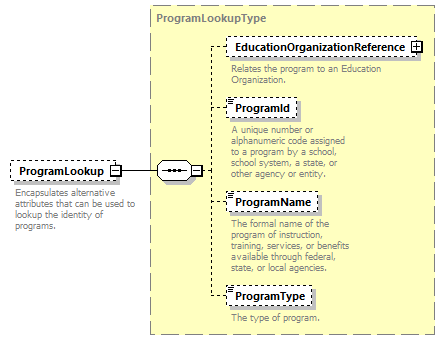 ProgramLookupType
EducationOrganizationReference
Relates the program to an Education
Organization.
ProgramId
A unique number or
alphanumeric code assigned
to a program by a school,
school system, a state, or
other agency or entity.
ProgramLookup
Encapsulates alternative
attributes that can be used to
lookup the identity of
programs.
ProgramName
The formal name of the
program of instruction,
training, services, or benefits
available through federal,
state, or local agencies.
ProgramType
The type of program.